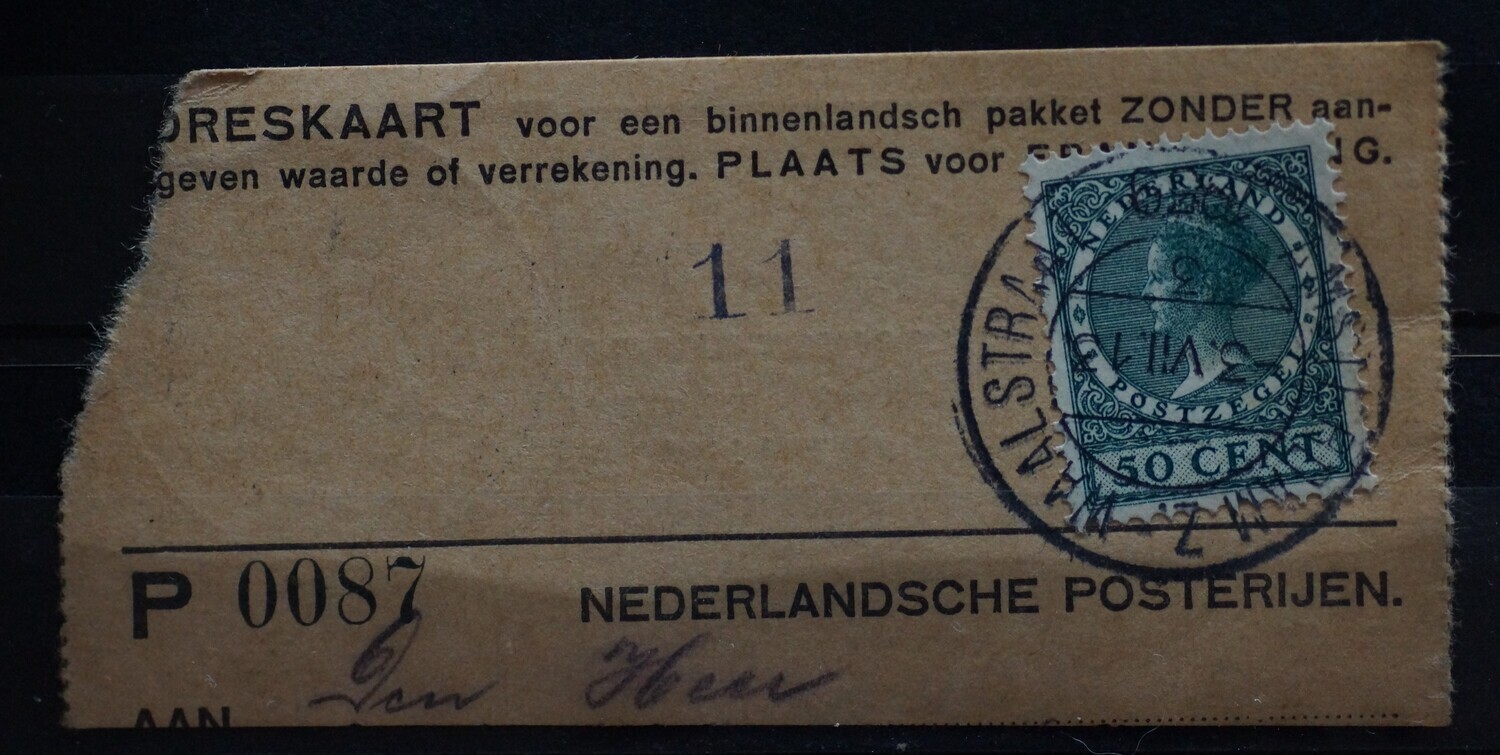 DRESKAART voor een binnenlandsch pakket ZONDER aan-
geven waarde of verrekening. PLAATS voor
11
NEDERLAND
POSTZEGEL
50 CENT
P 0087 NEDERLANDSCHE POSTERIJEN.
Den Heer
AAN